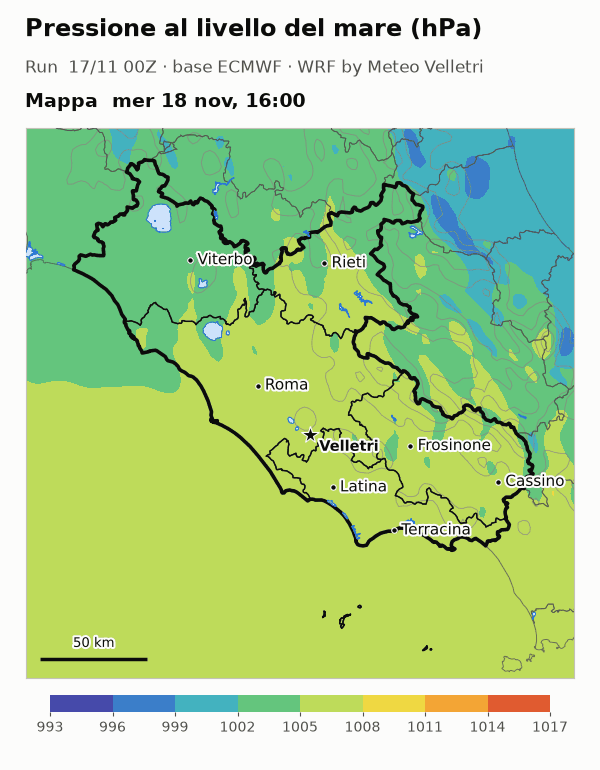 Pressione al livello del mare (hPa)
Run  17/11 00Z · base ECMWF · WRF by Meteo Velletri
Mappa  mer 18 nov, 16:00
Viterbo
Rieti
Roma
Velletri
Frosinone
Latina
Cassino
Terracina
50 km
993 996 999 1002 1005 1008 1011 1014 1017